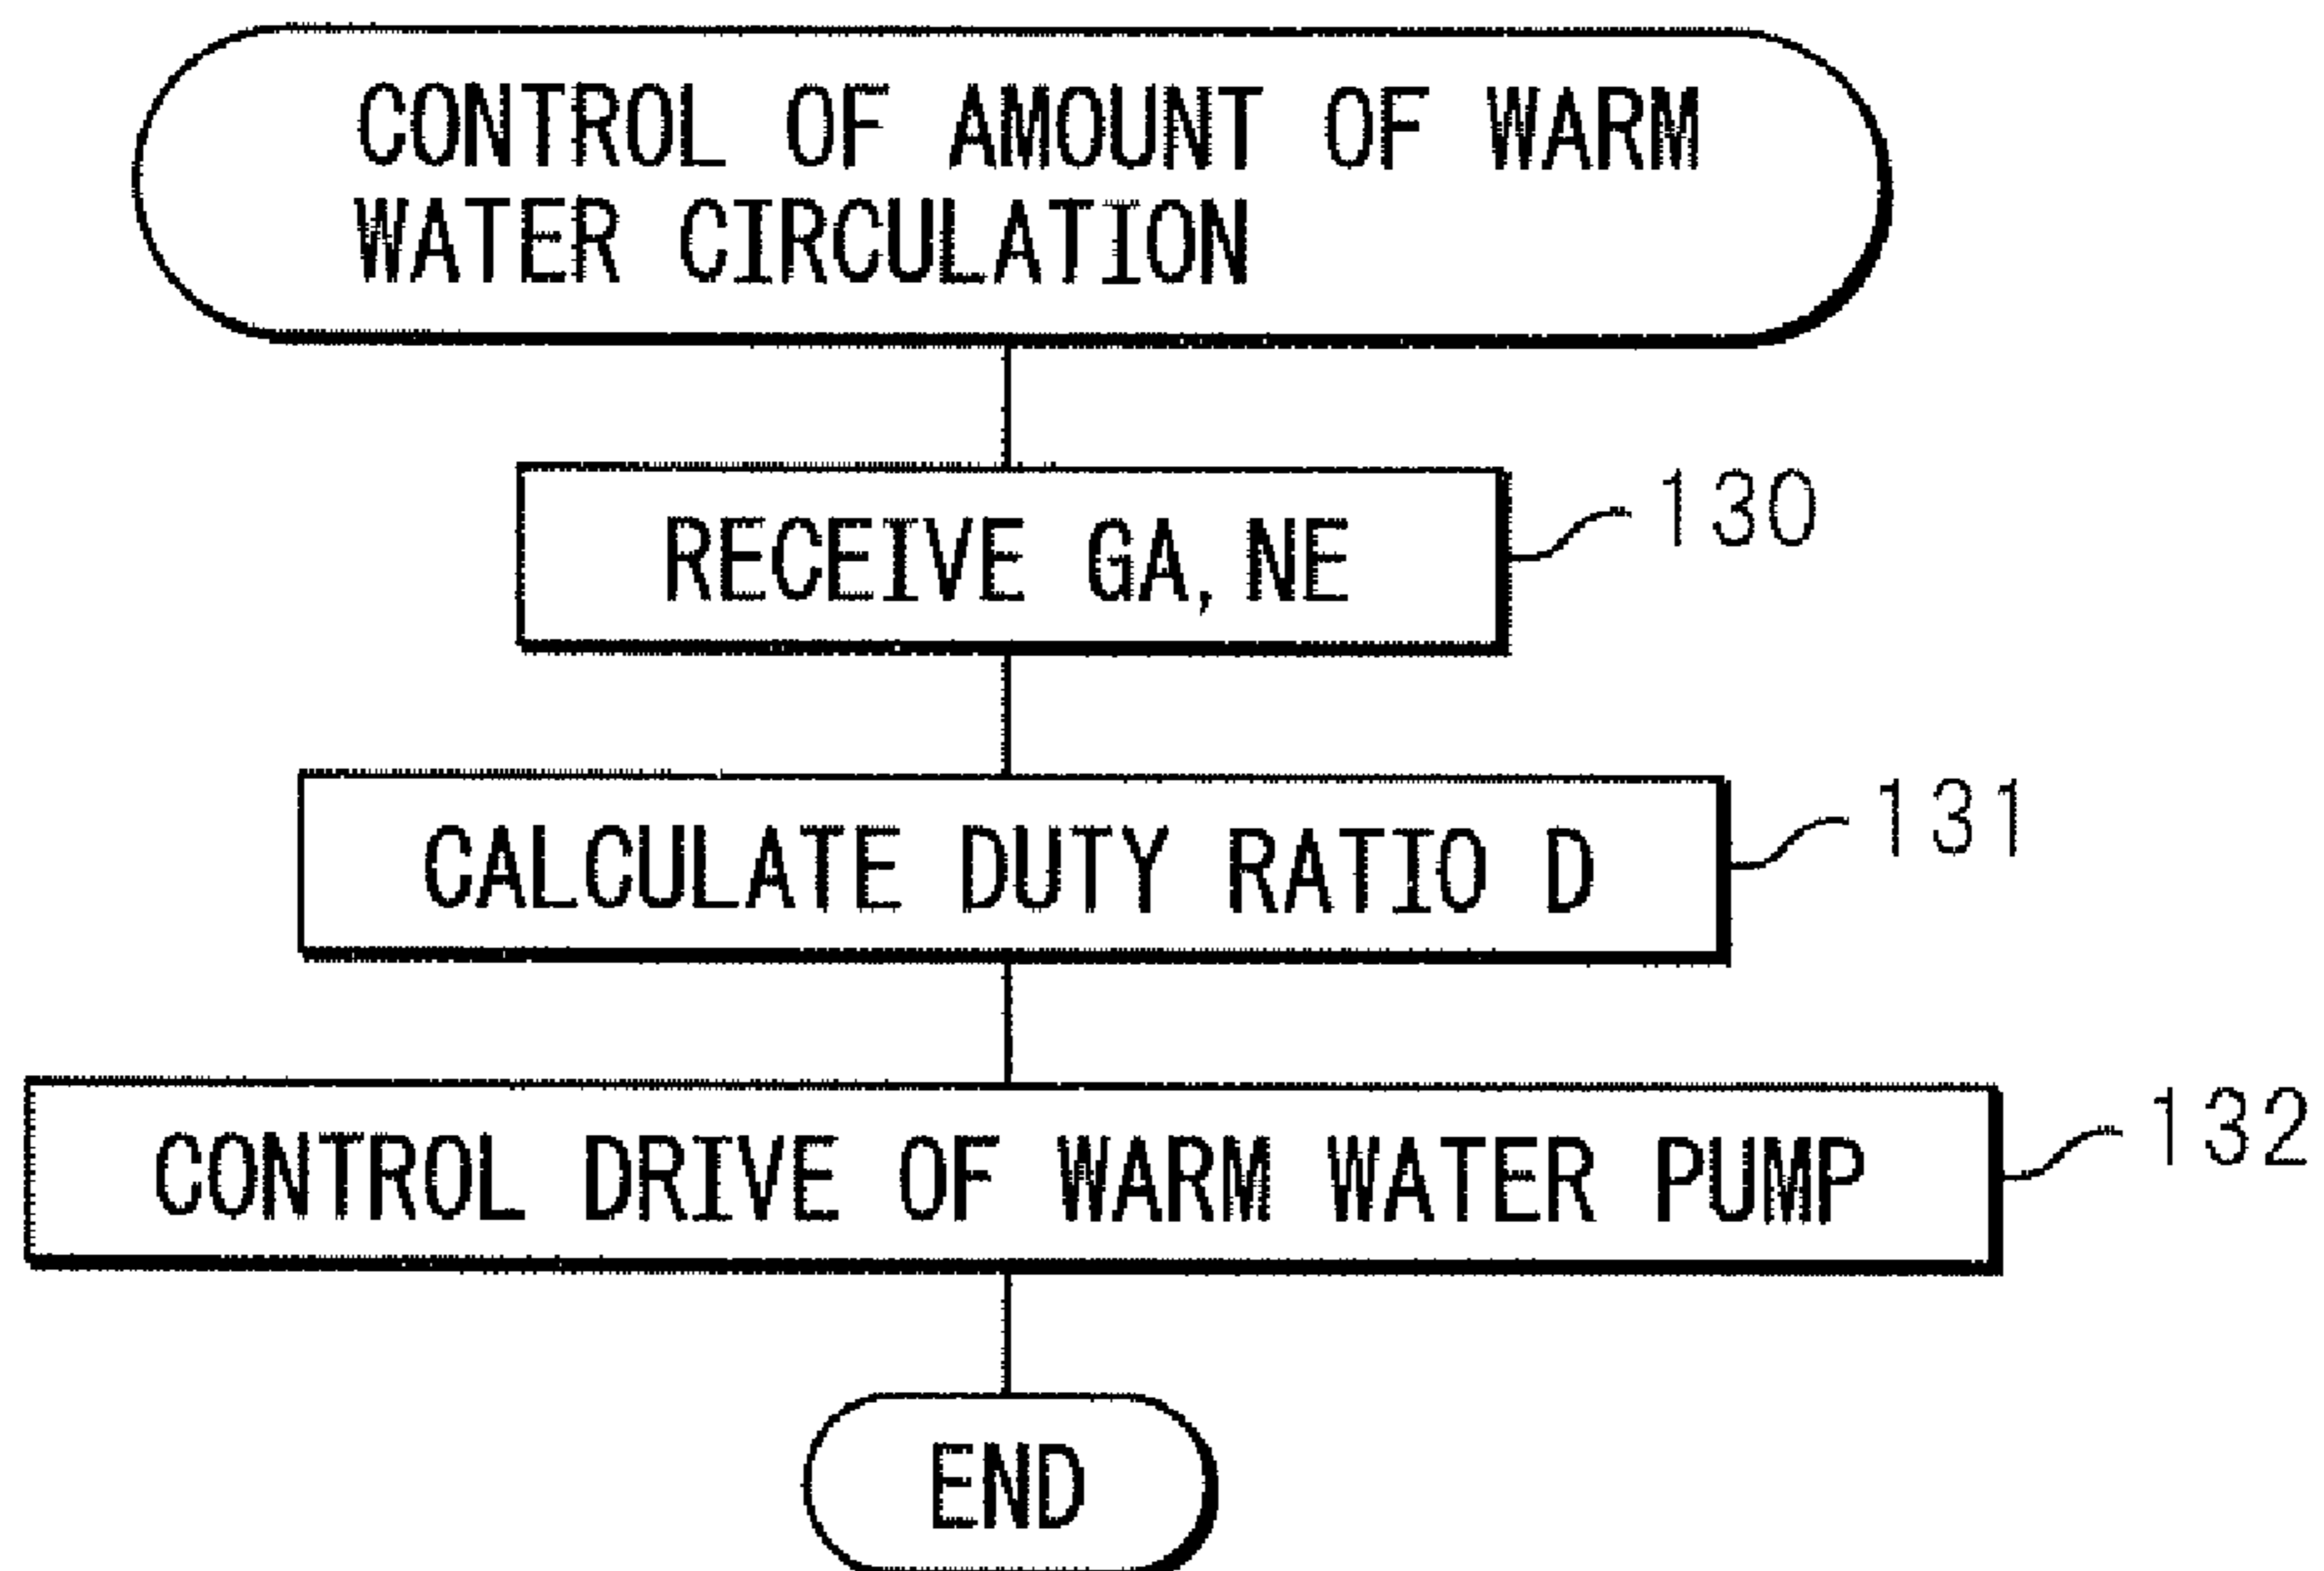 CONTROL OF AMOUNT OF WARM
WATER CIRCULATION
RECEIVE GA, NE
130
CALCULATE DUTY RATIO D
131
CONTROL DRIVE OF WARM WATER PUMP
132
END